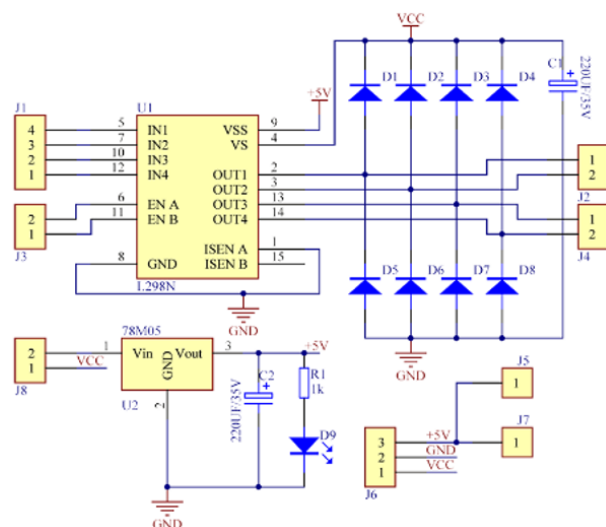 VCC
D1 D2 D3 D4
C1
220UF/35V
J1 U1 +5V
4 5 IN1 VSS 9
3 7 IN2 VS 4
2 10 IN3
1 12 IN4 OUT1 2 1
OUT2 3 2
J2
2 6 EN A OUT3 13 1
1 11 EN B OUT4 14 2
J3 J4
ISEN A 1
8 GND ISEN B 15
L298N
D5 D6 D7 D8
GND
GND
78M05
2 1 Vin Vout 3 +5V
1 VCC GND
J8 U2 2
C2
220UF/35V
R1
1k
D9
GND
J5
1
J7
3 +5V 1
2 GND
1 VCC
J6